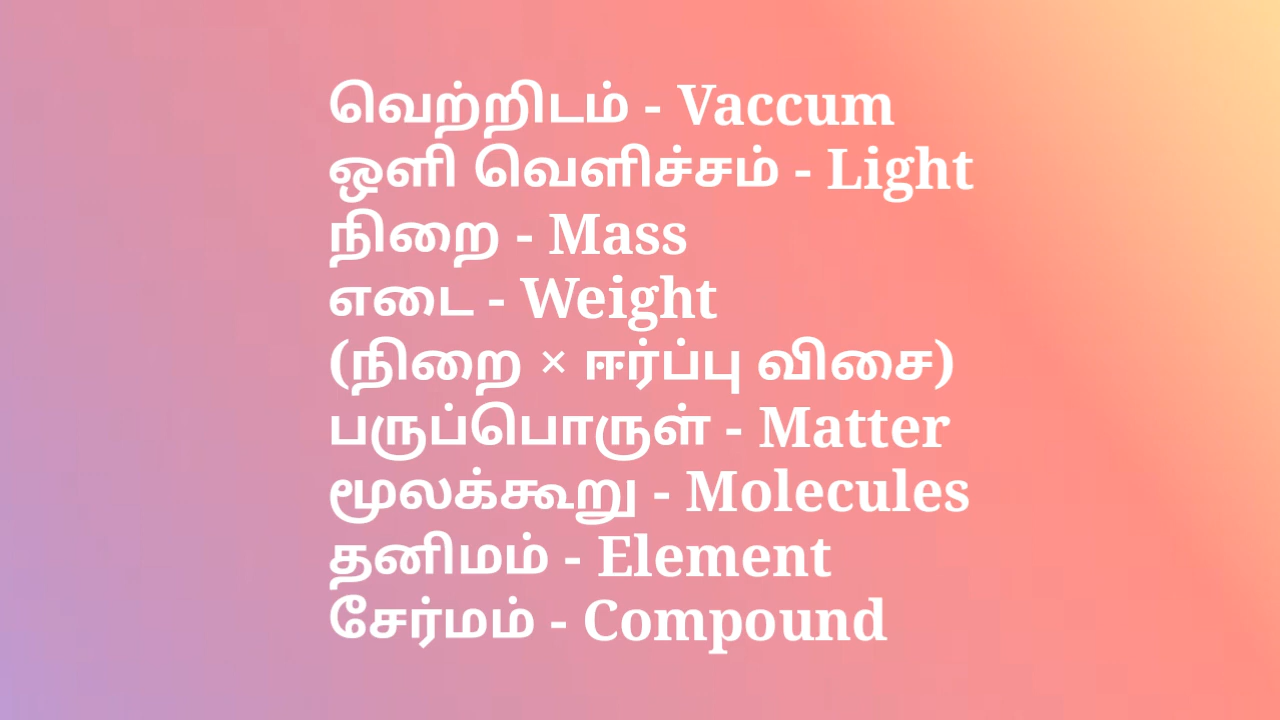 வெற்றிடம் - Vaccum
ஒளி வெளிச்சம் - Light
நிறை - Mass
எடை - Weight
(நிறை × ஈர்ப்பு விசை)
பருப்பொருள் - Matter
மூலக்கூறு - Molecules
தனிமம் - Element
சேர்மம் - Compound